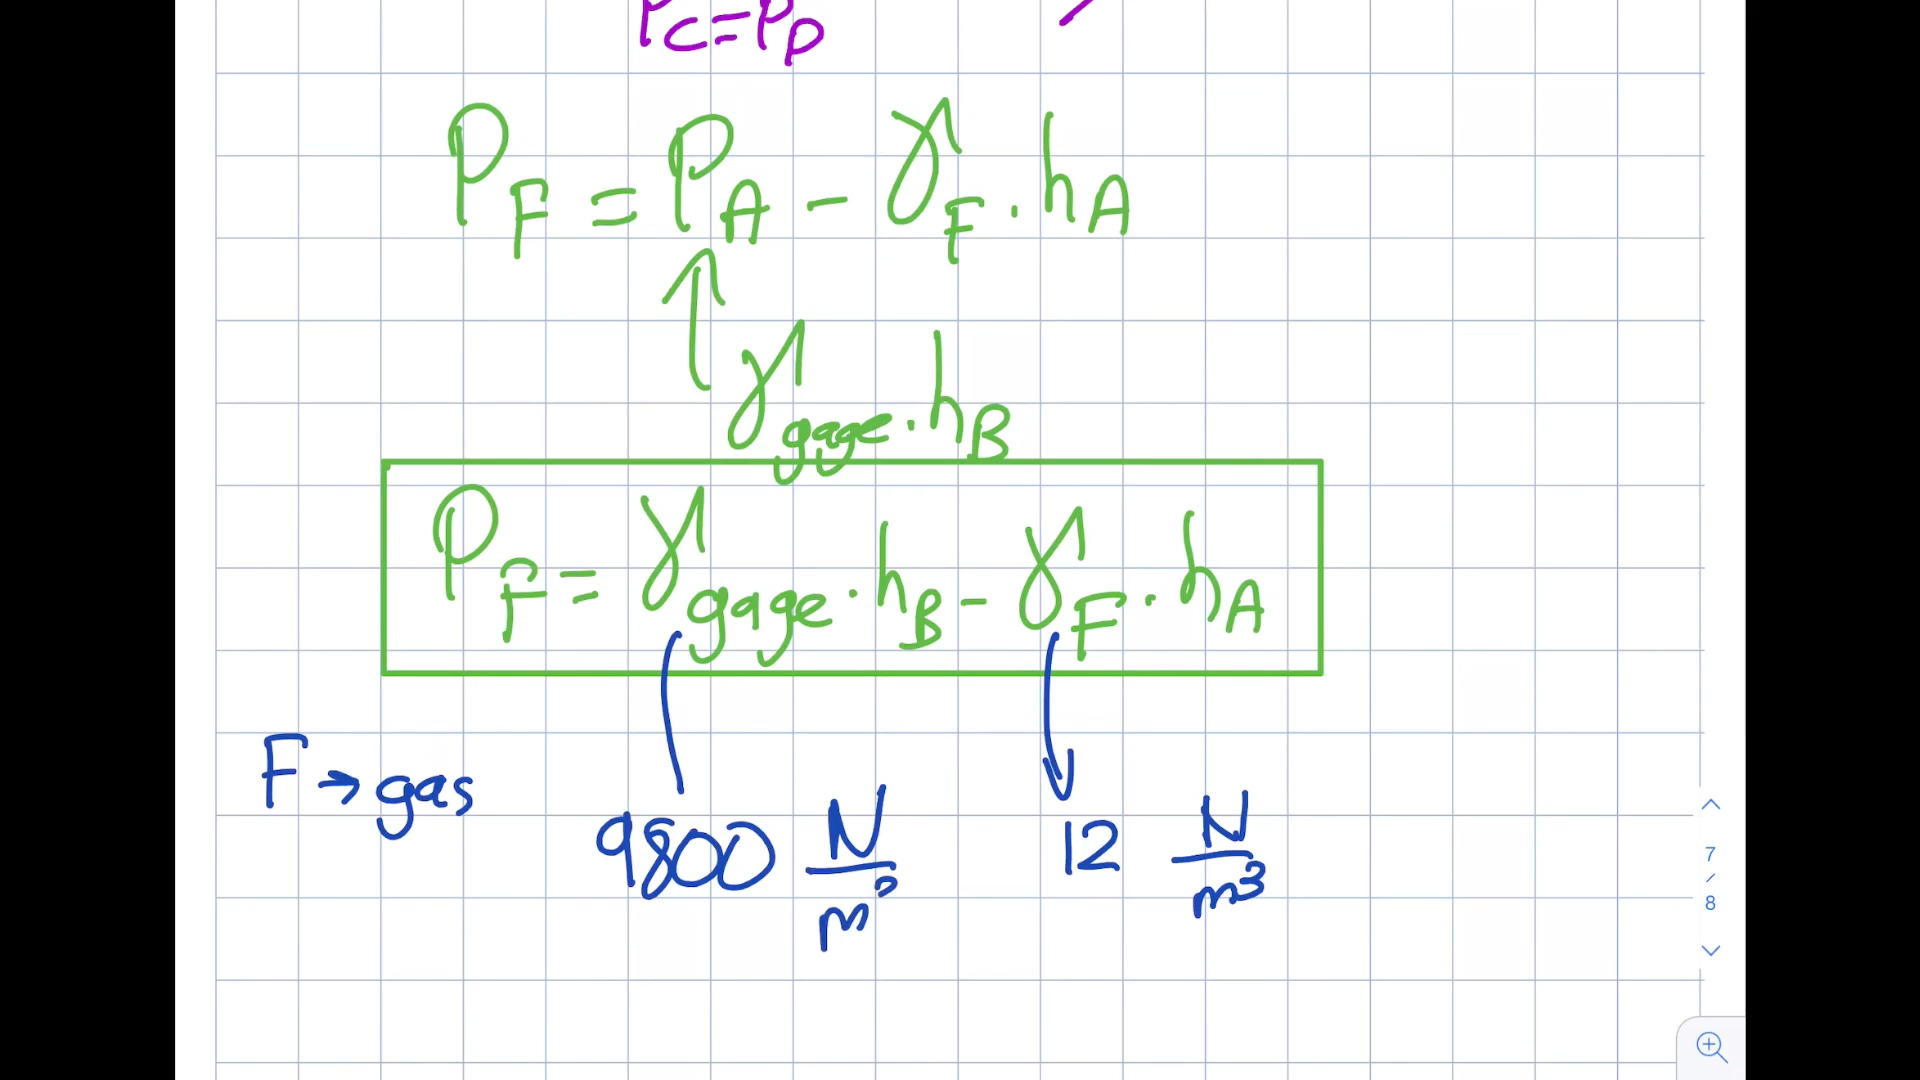 P_C=P_D
P_F = P_A - γ_F · h_A
γ_gage · h_B
P_F = γ_gage · h_B - γ_F · h_A
F → gas
9800 N/m³
12 N/m³
7
/
8